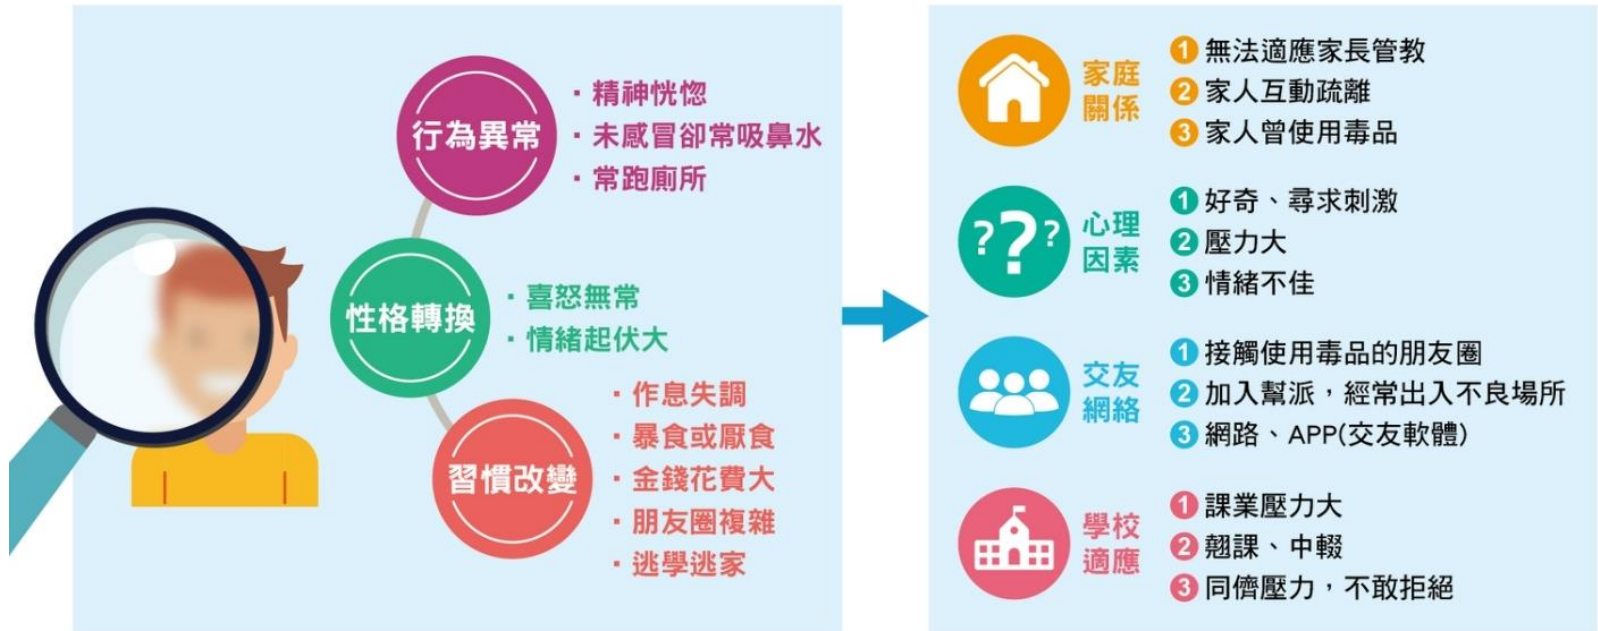 行為異常
・精神恍惚
・未感冒卻常吸鼻水
・常跑廁所
性格轉換
・喜怒無常
・情緒起伏大
習慣改變
・作息失調
・暴食或厭食
・金錢花費大
・朋友圈複雜
・逃學逃家
家庭
關係
1 無法適應家長管教
2 家人互動疏離
3 家人曾使用毒品
???
心理
因素
1 好奇、尋求刺激
2 壓力大
3 情緒不佳
交友
網絡
1 接觸使用毒品的朋友圈
2 加入幫派，經常出入不良場所
3 網路、APP(交友軟體)
學校
適應
1 課業壓力大
2 翹課、中輟
3 同儕壓力，不敢拒絕